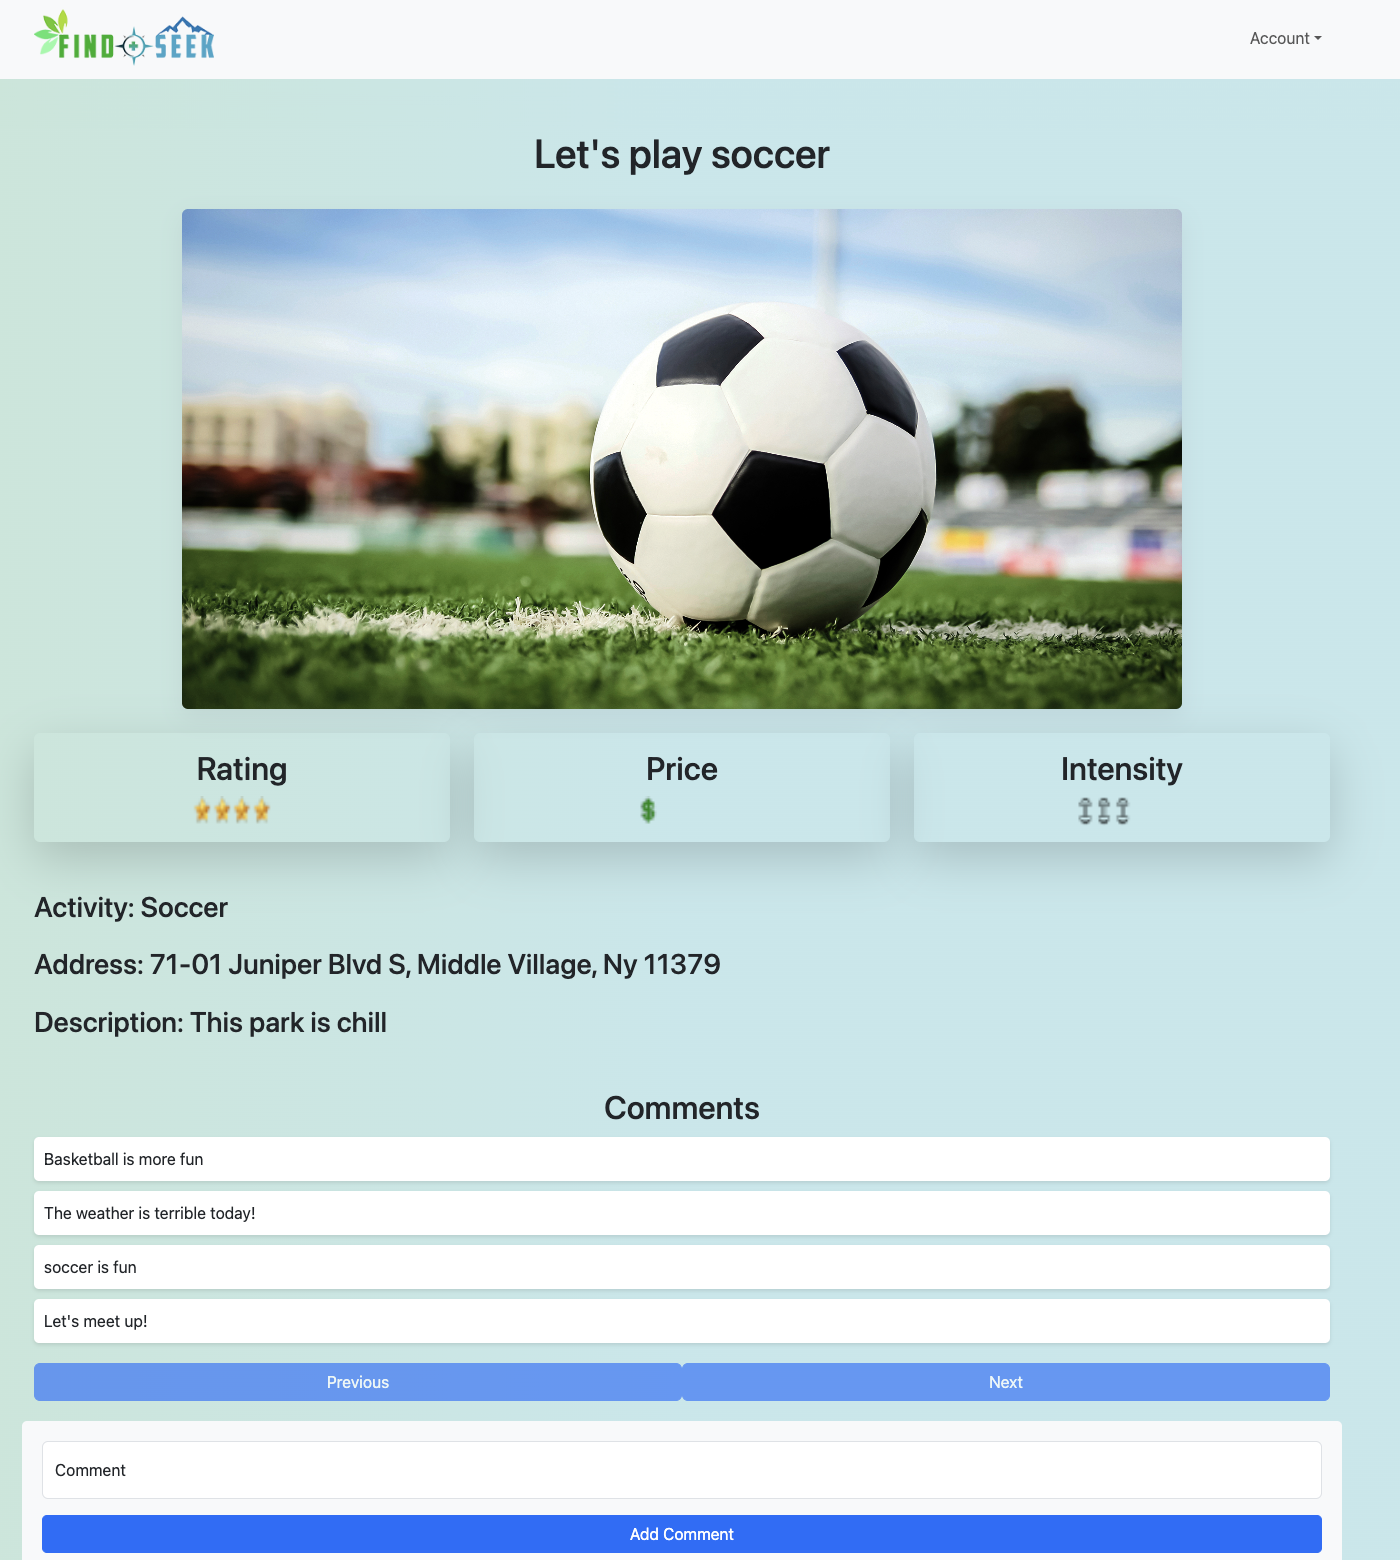 FIND SEEK
Account
Let's play soccer
Rating
Price
Intensity
Activity: Soccer
Address: 71-01 Juniper Blvd S, Middle Village, Ny 11379
Description: This park is chill
Comments
Basketball is more fun
The weather is terrible today!
soccer is fun
Let's meet up!
Previous
Next
Comment
Add Comment